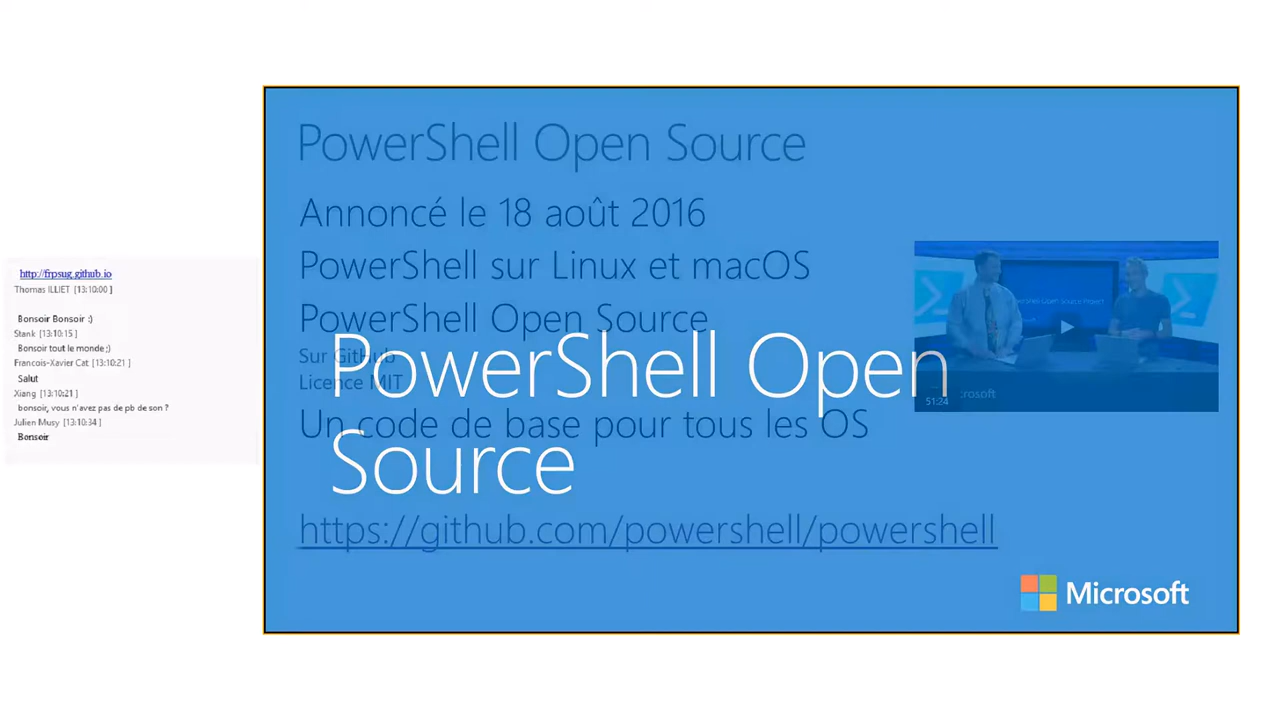 http://frpsug.github.io
Thomas ILLIET [13:10:00 ]
Bonsoir Bonsoir :)
Stank [13:10:15 ]
Bonsoir tout le monde ;)
Francois-Xavier Cat [13:10:21 ]
Salut
Xiang [13:10:21 ]
bonsoir, vous n'avez pas de pb de son ?
Julien Musy [13:10:34 ]
Bonsoir
PowerShell Open Source
Annoncé le 18 août 2016
PowerShell sur Linux et macOS
PowerShell Open Source
Sur GitHub
Licence MIT
Un code de base pour tous les OS
https://github.com/powershell/powershell
PowerShell Open
Source
51:24
Microsoft